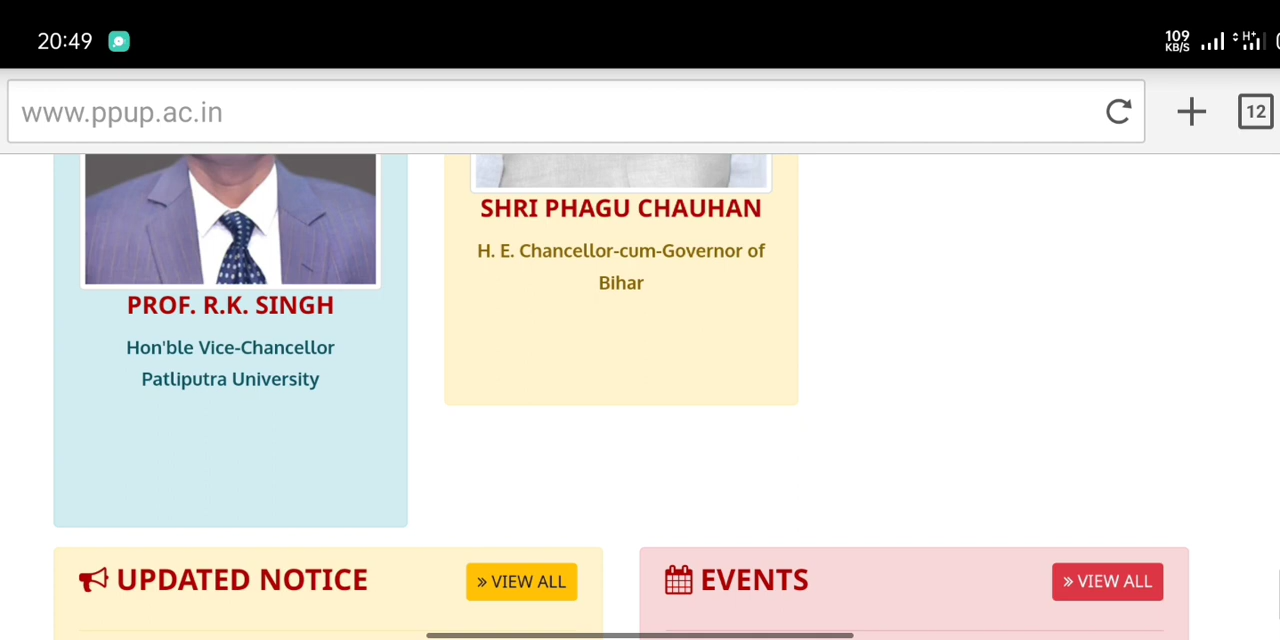 20:49
109
KB/S
H+
www.ppup.ac.in
12
PROF. R.K. SINGH
Hon'ble Vice-Chancellor
Patliputra University
SHRI PHAGU CHAUHAN
H. E. Chancellor-cum-Governor of
Bihar
UPDATED NOTICE
» VIEW ALL
EVENTS
» VIEW ALL